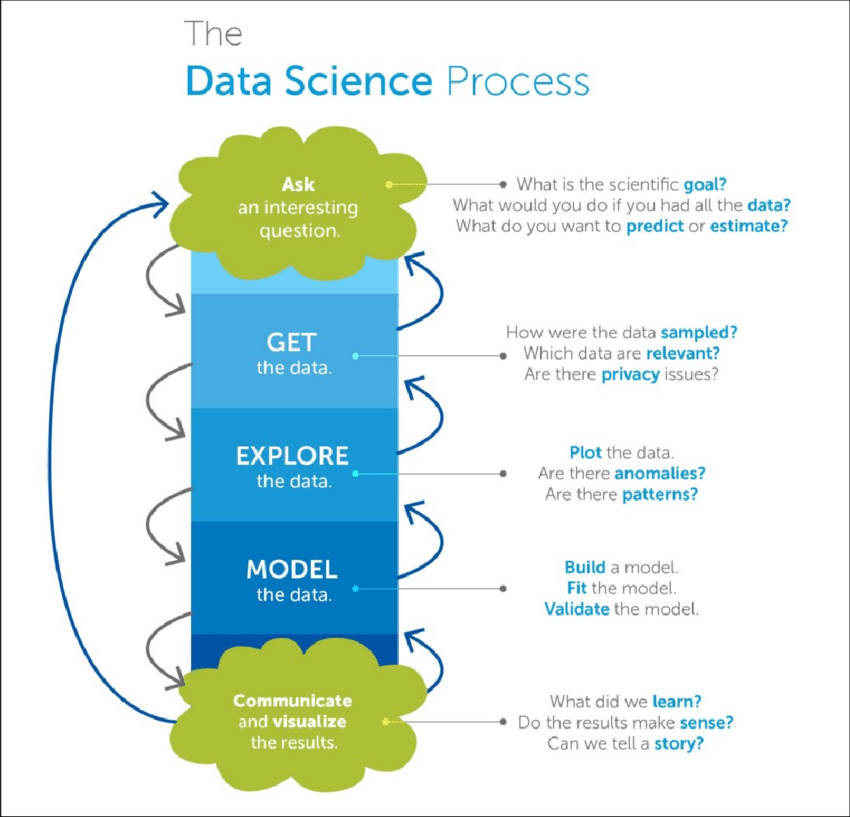 The
Data Science Process
Ask
an interesting
question.
What is the scientific goal?
What would you do if you had all the data?
What do you want to predict or estimate?
GET
the data.
How were the data sampled?
Which data are relevant?
Are there privacy issues?
EXPLORE
the data.
Plot the data.
Are there anomalies?
Are there patterns?
MODEL
the data.
Build a model.
Fit the model.
Validate the model.
Communicate
and visualize
the results.
What did we learn?
Do the results make sense?
Can we tell a story?